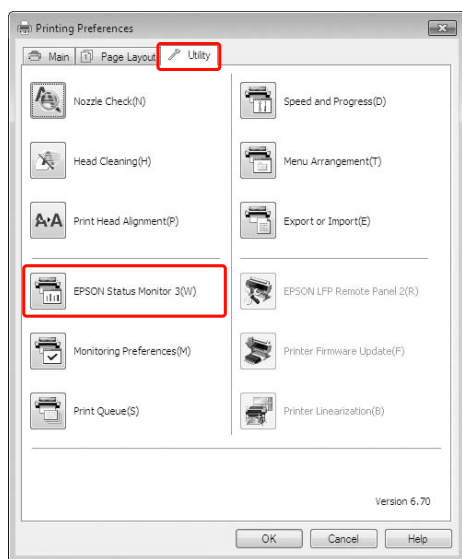 Printing Preferences
Main
Page Layout
Utility
Nozzle Check(N)
Speed and Progress(D)
Head Cleaning(H)
Menu Arrangement(T)
A▸A
Print Head Alignment(P)
Export or Import(E)
EPSON Status Monitor 3(W)
EPSON LFP Remote Panel 2(R)
Monitoring Preferences(M)
Printer Firmware Update(F)
Print Queue(S)
Printer Linearization(B)
Version 6.70
OK
Cancel
Help